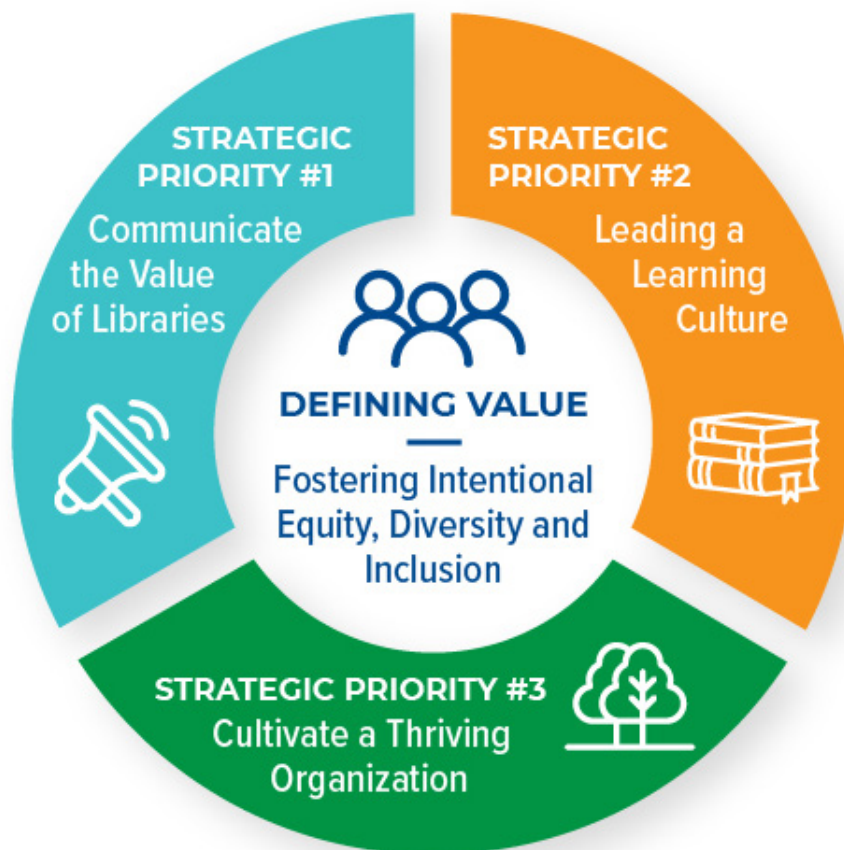 STRATEGIC
PRIORITY #1
Communicate
the Value
of Libraries
STRATEGIC
PRIORITY #2
Leading a
Learning
Culture
DEFINING VALUE
Fostering Intentional
Equity, Diversity and
Inclusion
STRATEGIC PRIORITY #3
Cultivate a Thriving
Organization